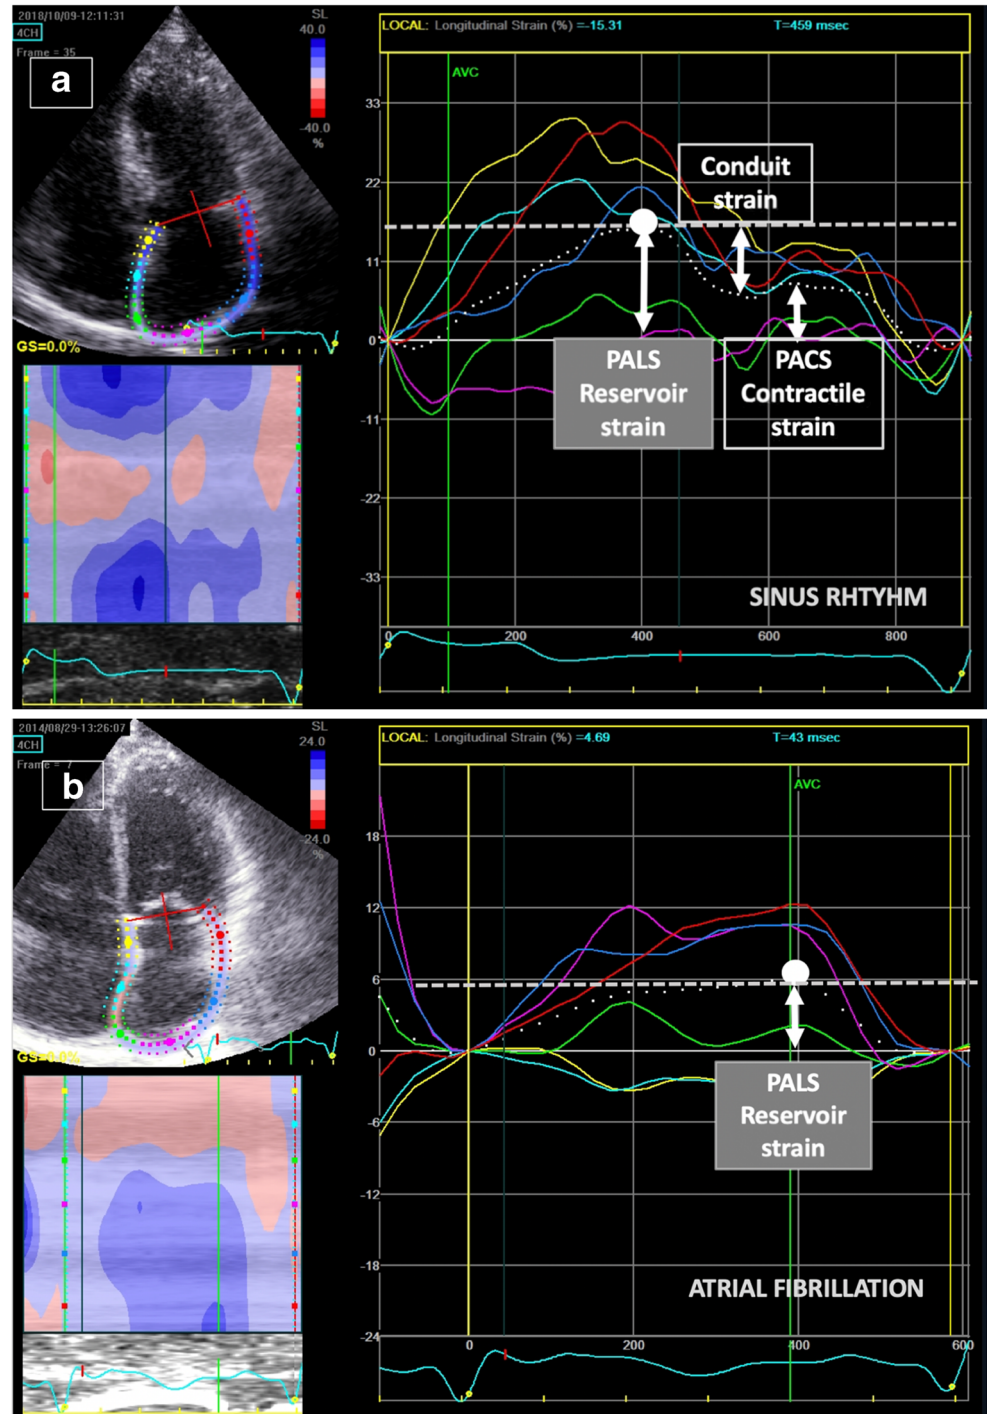 2018/10/09-12:11:31
4CH
Frame = 35
a
SL
40.0
-40.0
%
GS=0.0%
LOCAL: Longitudinal Strain (%) =-15.31 T=459 msec
AVC
33
22
11
0
-11
-22
-33
Conduit
strain
PALS
Reservoir
strain
PACS
Contractile
strain
SINUS RHTYHM
0 200 400 600 800
2014/08/29-13:26:07
4CH
Frame = 7
b
SL
24.0
24.0
%
GS=0.0%
LOCAL: Longitudinal Strain (%) =4.69 T=43 msec
AVC
18
12
6
0
-6
-12
-18
-24
PALS
Reservoir
strain
ATRIAL FIBRILLATION
0 200 400 600